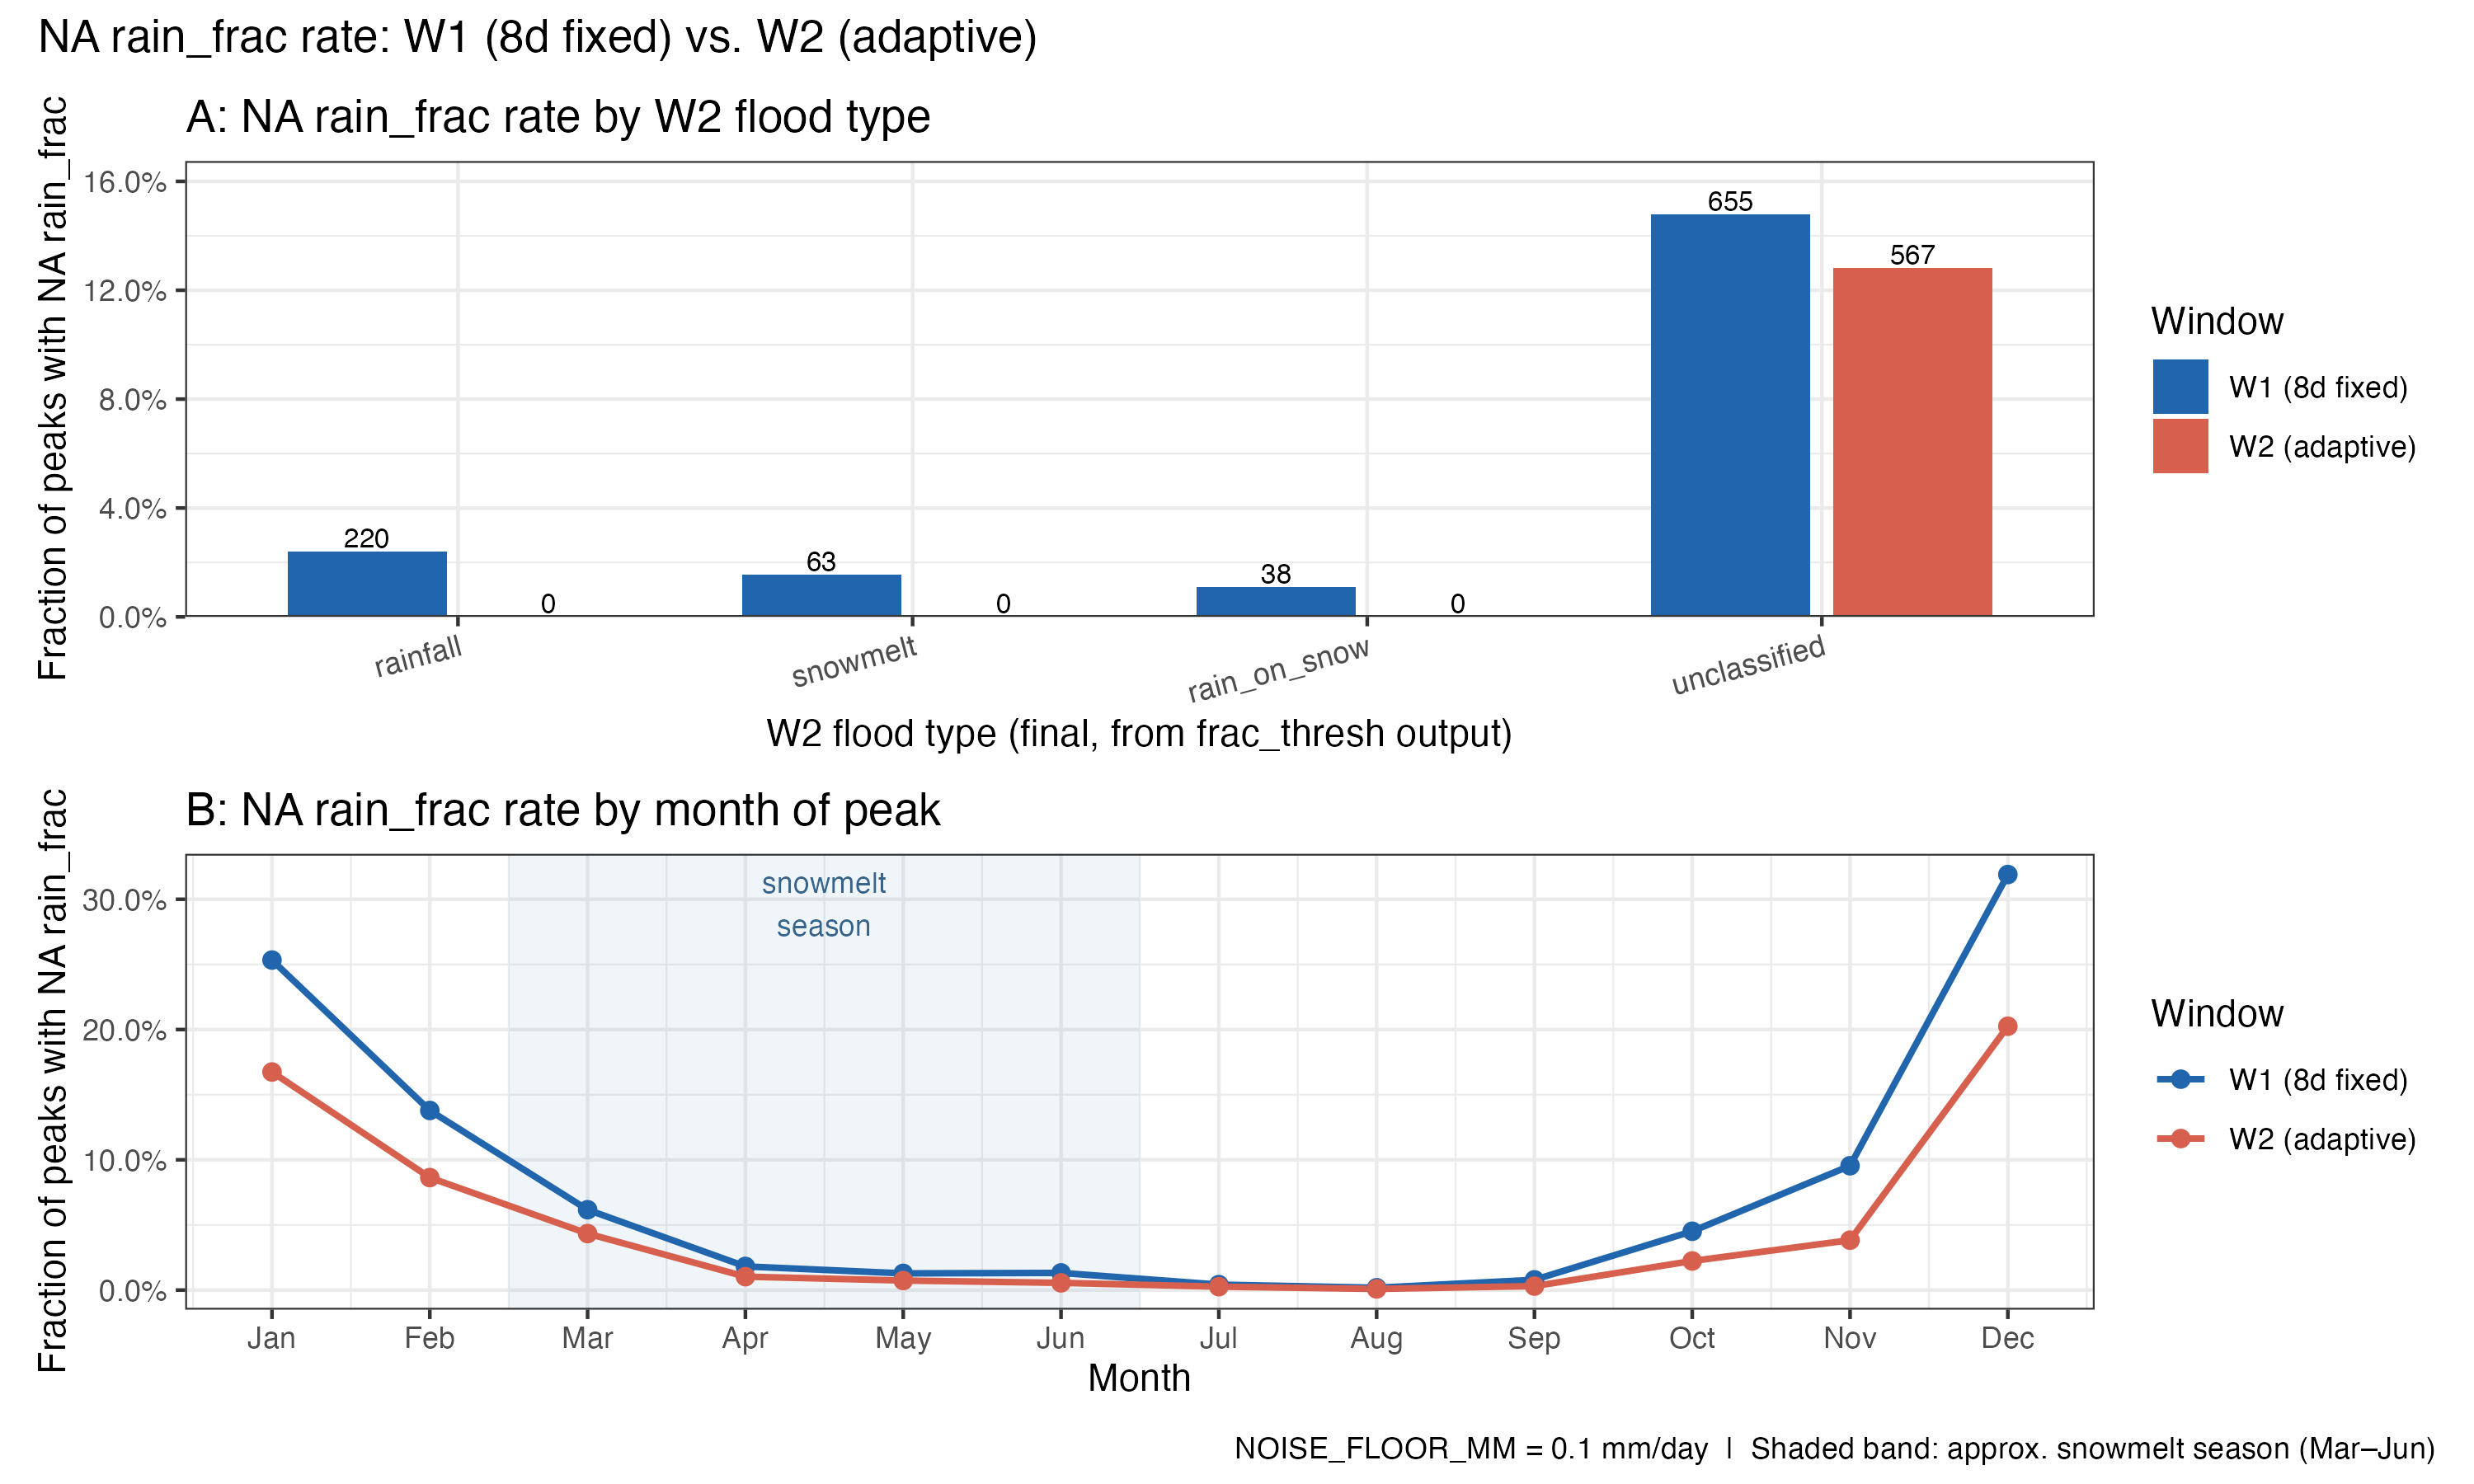 NA rain_frac rate: W1 (8d fixed) vs. W2 (adaptive)
A: NA rain_frac rate by W2 flood type
Fraction of peaks with NA rain_frac
16.0%
12.0%
8.0%
4.0%
0.0%
220
0
63
0
38
0
655
567
rainfall
snowmelt
rain_on_snow
unclassified
W2 flood type (final, from frac_thresh output)
Window
W1 (8d fixed)
W2 (adaptive)
B: NA rain_frac rate by month of peak
Fraction of peaks with NA rain_frac
30.0%
20.0%
10.0%
0.0%
snowmelt
season
Jan
Feb
Mar
Apr
May
Jun
Jul
Aug
Sep
Oct
Nov
Dec
Month
Window
W1 (8d fixed)
W2 (adaptive)
NOISE_FLOOR_MM = 0.1 mm/day | Shaded band: approx. snowmelt season (Mar–Jun)